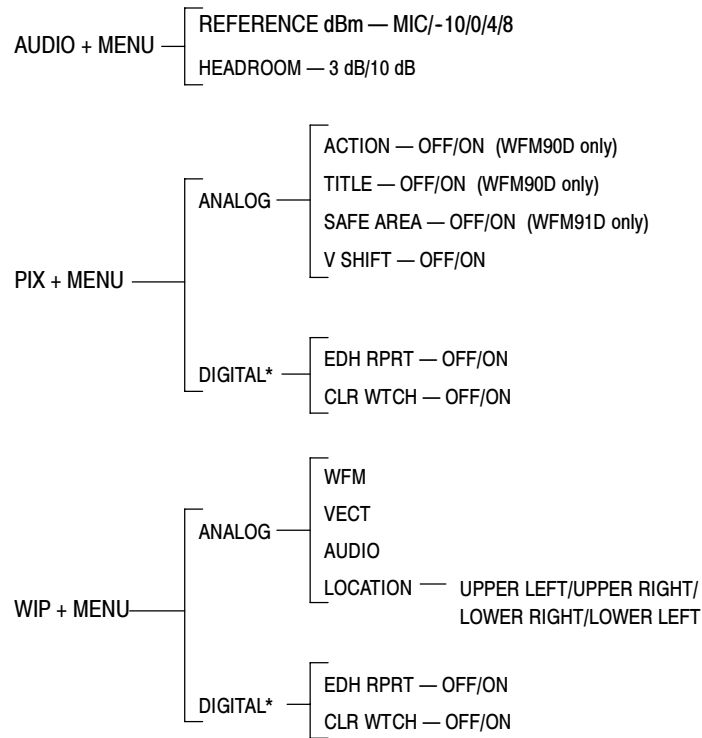 AUDIO + MENU
REFERENCE dBm — MIC/-10/0/4/8
HEADROOM — 3 dB/10 dB
PIX + MENU
ANALOG
ACTION — OFF/ON (WFM90D only)
TITLE — OFF/ON (WFM90D only)
SAFE AREA — OFF/ON (WFM91D only)
V SHIFT — OFF/ON
DIGITAL*
EDH RPRT — OFF/ON
CLR WTCH — OFF/ON
WIP + MENU
ANALOG
WFM
VECT
AUDIO
LOCATION — UPPER LEFT/UPPER RIGHT/
LOWER RIGHT/LOWER LEFT
DIGITAL*
EDH RPRT — OFF/ON
CLR WTCH — OFF/ON